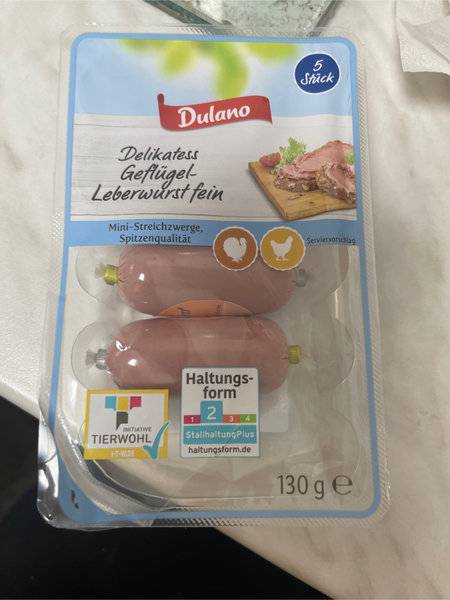 5
Stück
Dulano
Delikatess
Geflügel-
Leberwurst fein
Mini-Streichzwerge,
Spitzenqualität
Serviervorschlag
INITIATIVE
TIERWOHL
Haltungs-
form
2
1 3 4
StallhaltungPlus
haltungsform.de
130 g e